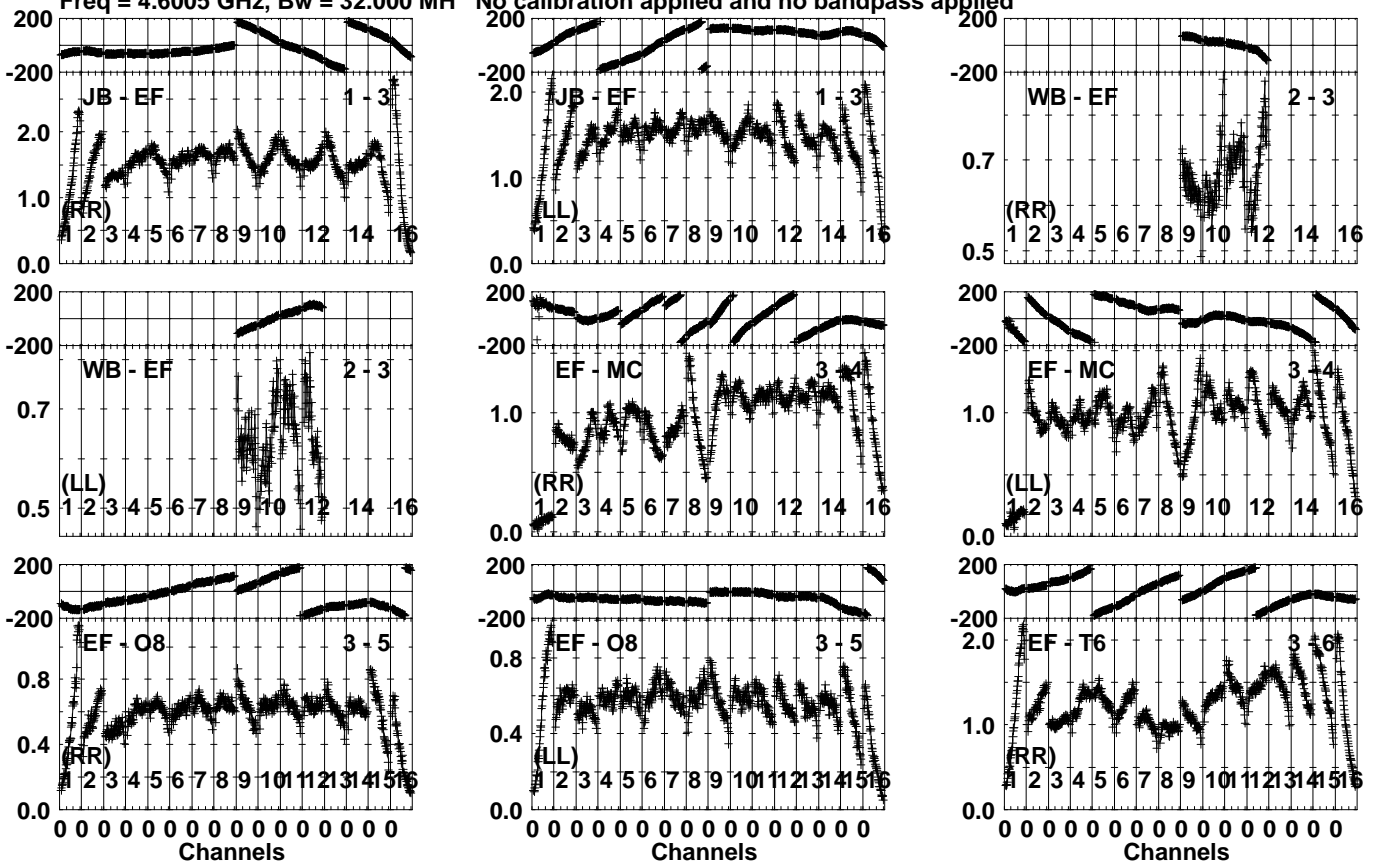 Freq = 4.6005 GHz, Bw = 32.000 MH No calibration applied and no bandpass applied
200
-200
JB - EF 1 - 3
2.0
1.0
(RR)
1 2 3 4 5 6 7 8 9 10 12 14 16
0.0
200
-200
2.0
JB - EF 1 - 3
1.0
(LL)
1 2 3 4 5 6 7 8 9 10 12 14 16
0.0
200
-200
WB - EF 2 - 3
0.7
(RR)
1 2 3 4 5 6 7 8 9 10 12 14 16
0.5
200
-200
WB - EF 2 - 3
0.7
(LL)
0.5
1 2 3 4 5 6 7 8 9 10 12 14 16
200
-200
EF - MC 3 - 4
1.0
(RR)
1 2 3 4 5 6 7 8 9 10 12 14 16
0.0
200
-200
EF - MC 3 - 4
1.0
(LL)
1 2 3 4 5 6 7 8 9 10 12 14 16
0.0
200
-200
EF - O8 3 - 5
0.8
0.4
(RR)
1 2 3 4 5 6 7 8 9 10 11 12 13 14 15 16
0.0
0 0 0 0 0 0 0 0 0 0 0 0 0 0 0 0
Channels
200
-200
EF - O8 3 - 5
0.8
0.4
(LL)
1 2 3 4 5 6 7 8 9 10 11 12 13 14 15 16
0.0
0 0 0 0 0 0 0 0 0 0 0 0 0 0 0 0
Channels
200
-200
2.0
EF - T6 3 - 6
1.0
(RR)
1 2 3 4 5 6 7 8 9 10 11 12 13 14 15 16
0.0
0 0 0 0 0 0 0 0 0 0 0 0 0 0 0 0
Channels